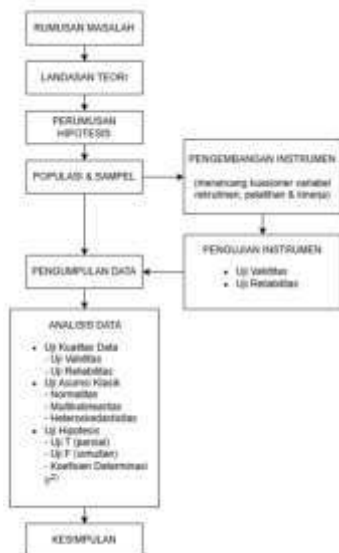 RUMUSAN MASALAH
LANDASAN TEORI
PERUMUSAN
HIPOTESIS
POPULASI & SAMPEL
PENGEMBANGAN INSTRUMEN
(merancang kuesioner variabel
rekrutmen, pelatihan & kinerja)
PENGUJIAN INSTRUMEN
• Uji Validitas
• Uji Reliabilitas
PENGUMPULAN DATA
ANALISIS DATA
• Uji Kualitas Data
- Uji Validitas
- Uji Reliabilitas
• Uji Asumsi Klasik
- Normalitas
- Multikolinearitas
- Heteroskedastisitas
• Uji Hipotesis
- Uji T (parsial)
- Uji F (simultan)
- Koefisien Determinasi
KESIMPULAN